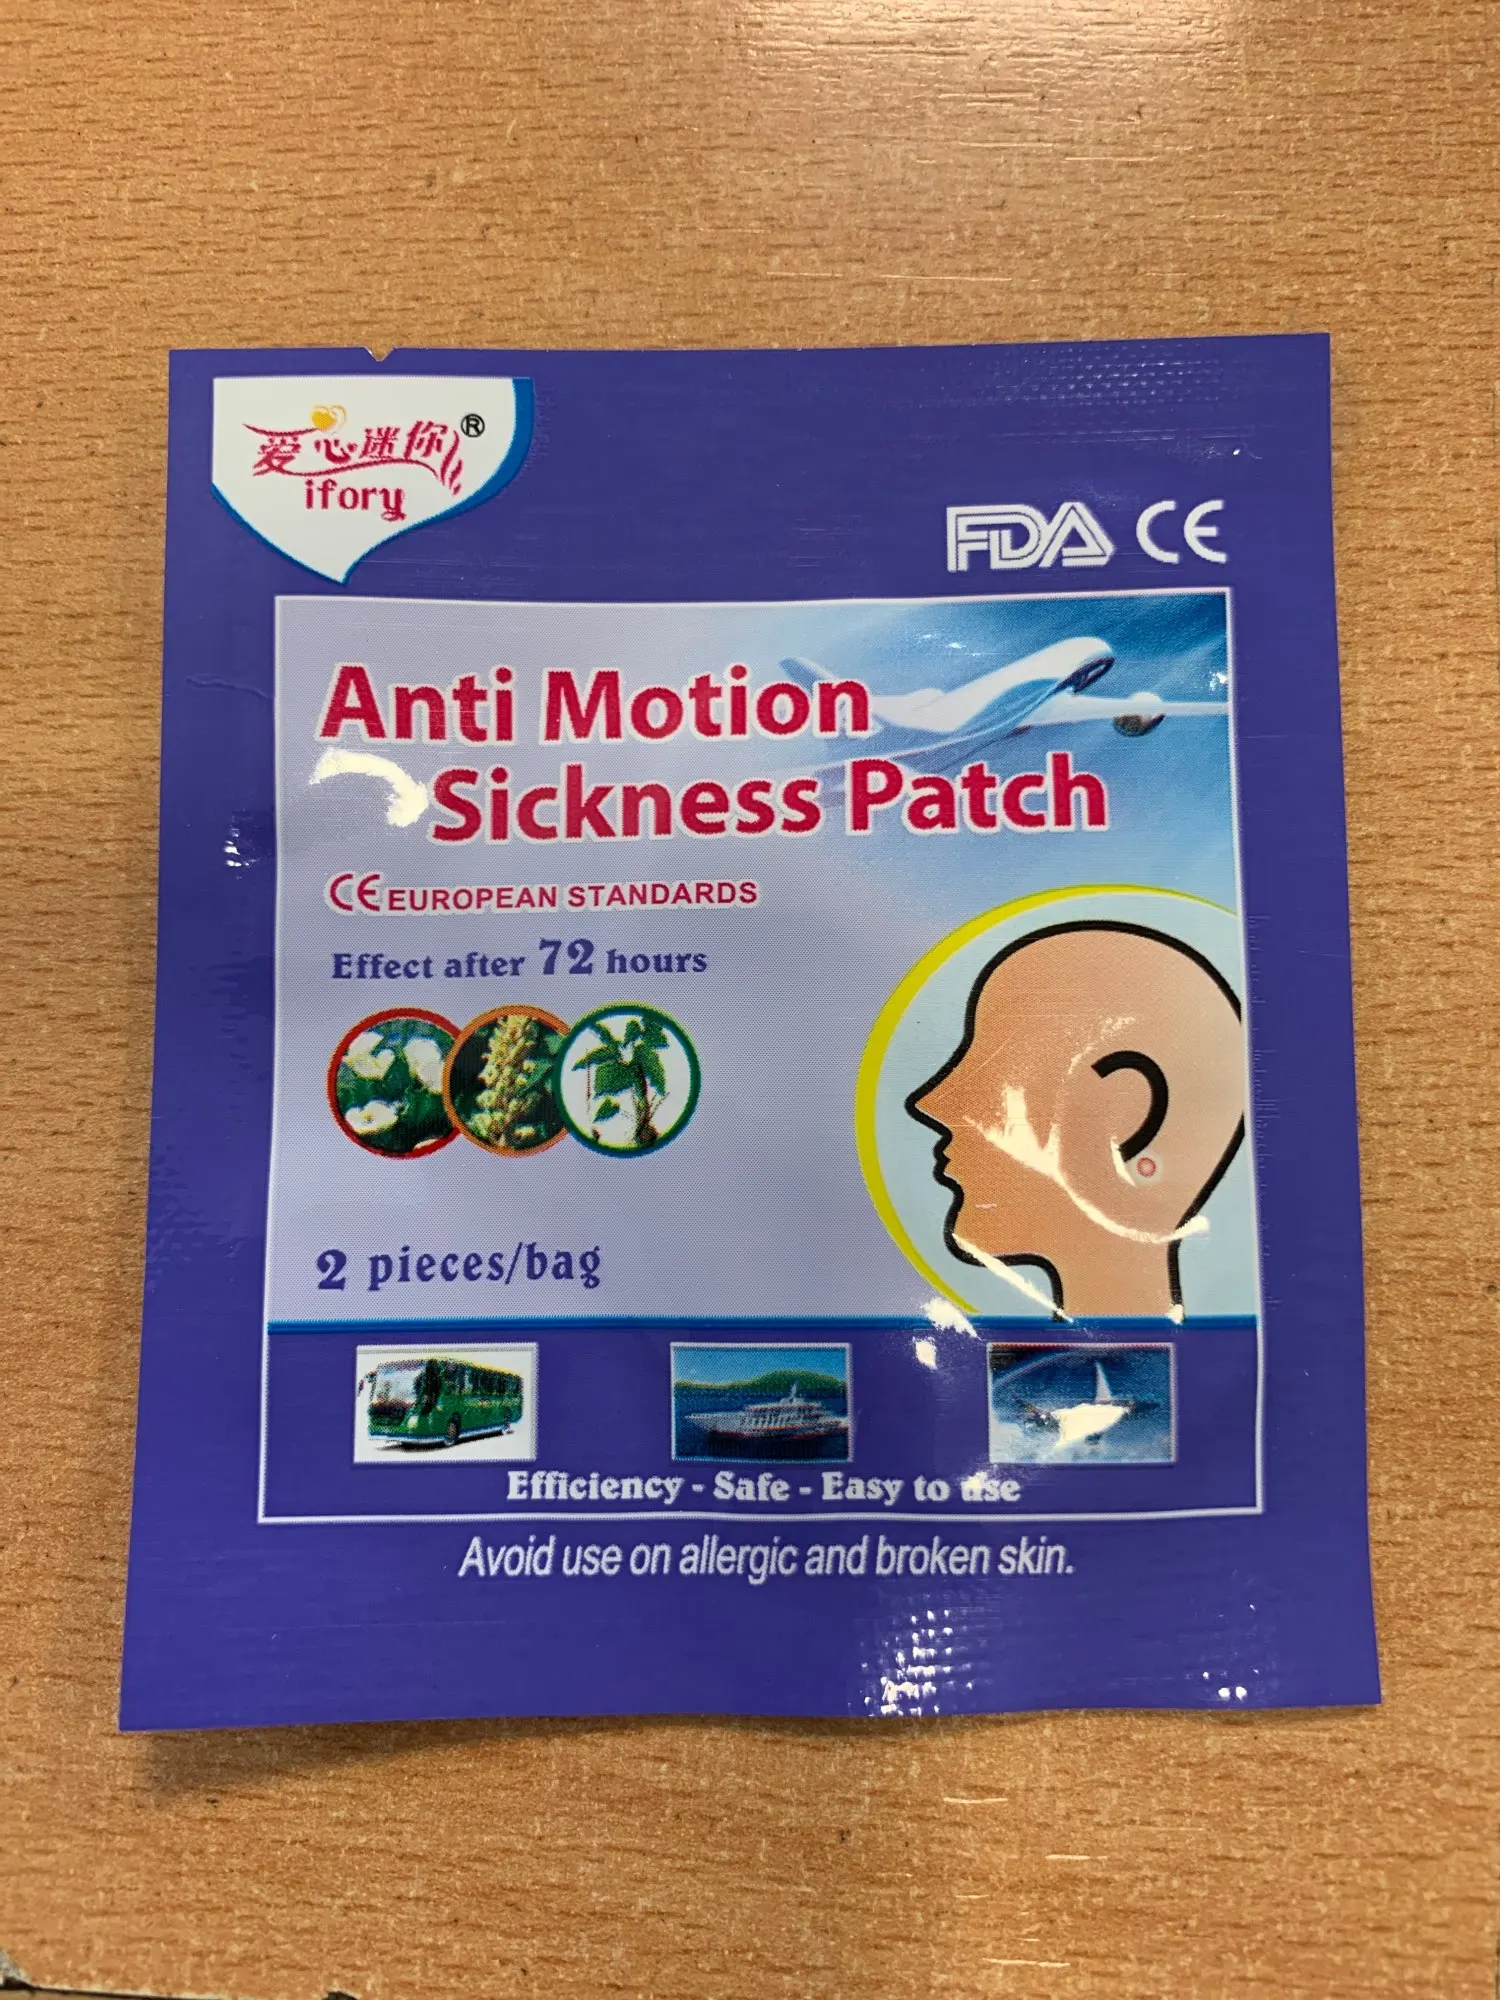 爱心迷你®
ifory
FDA CE
Anti Motion
Sickness Patch
CE EUROPEAN STANDARDS
Effect after 72 hours
2 pieces/bag
Efficiency - Safe - Easy to use
Avoid use on allergic and broken skin.